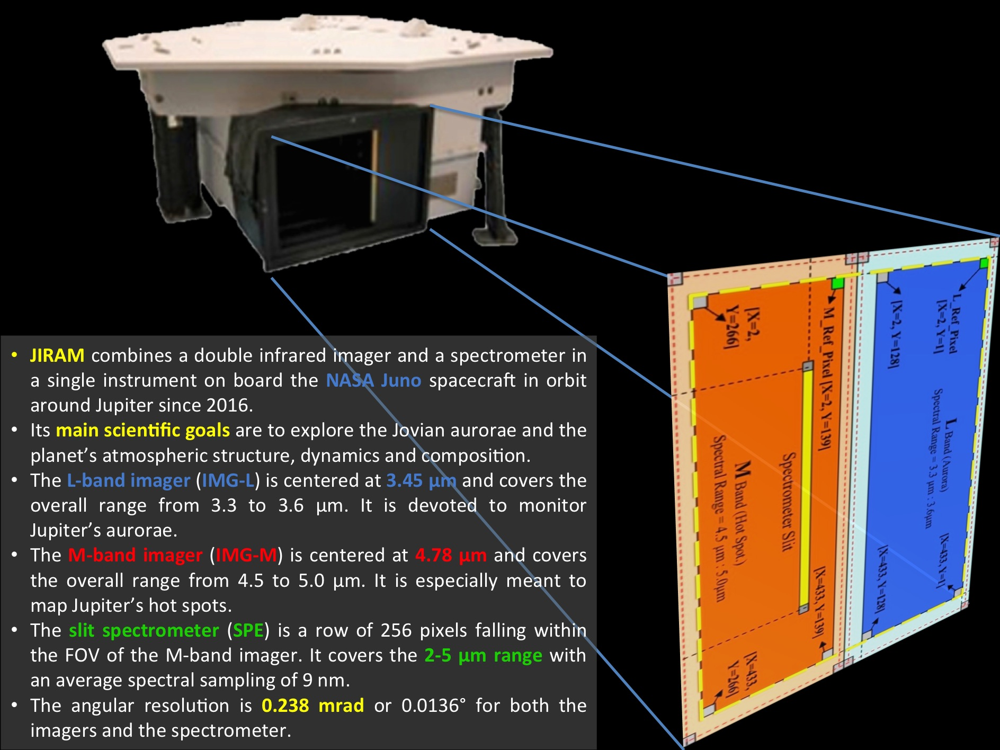 • JIRAM combines a double infrared imager and a spectrometer in
a single instrument on board the NASA Juno spacecraft in orbit
around Jupiter since 2016.
• Its main scientific goals are to explore the Jovian aurorae and the
planet’s atmospheric structure, dynamics and composition.
• The L-band imager (IMG-L) is centered at 3.45 µm and covers the
overall range from 3.3 to 3.6 µm. It is devoted to monitor
Jupiter’s aurorae.
• The M-band imager (IMG-M) is centered at 4.78 µm and covers
the overall range from 4.5 to 5.0 µm. It is especially meant to
map Jupiter’s hot spots.
• The slit spectrometer (SPE) is a row of 256 pixels falling within
the FOV of the M-band imager. It covers the 2-5 µm range with
an average spectral sampling of 9 nm.
• The angular resolution is 0.238 mrad or 0.0136° for both the
imagers and the spectrometer.
L_Ref_Pixel
[X=2, Y=1]
[X=2, Y=128]
L Band (Aurora)
Spectral Range = 3.3 µm : 3.6µm
[X=433, Y=1]
[X=433, Y=128]
M_Ref_Pixel [X=2, Y=139]
[X=2,
Y=266]
Spectrometer Slit
M Band (Hot Spot.)
Spectral Range = 4.5 µm : 5.0µm
[X=433, Y=139]
[X=433,
Y=266]